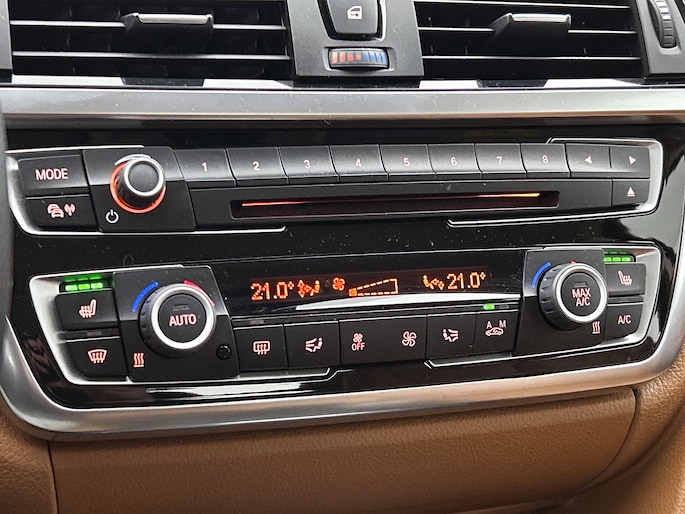 MODE
1 2 3 4 5 6 7 8
21.0° 21.0°
AUTO
MAX
A/C
OFF
A M
A/C